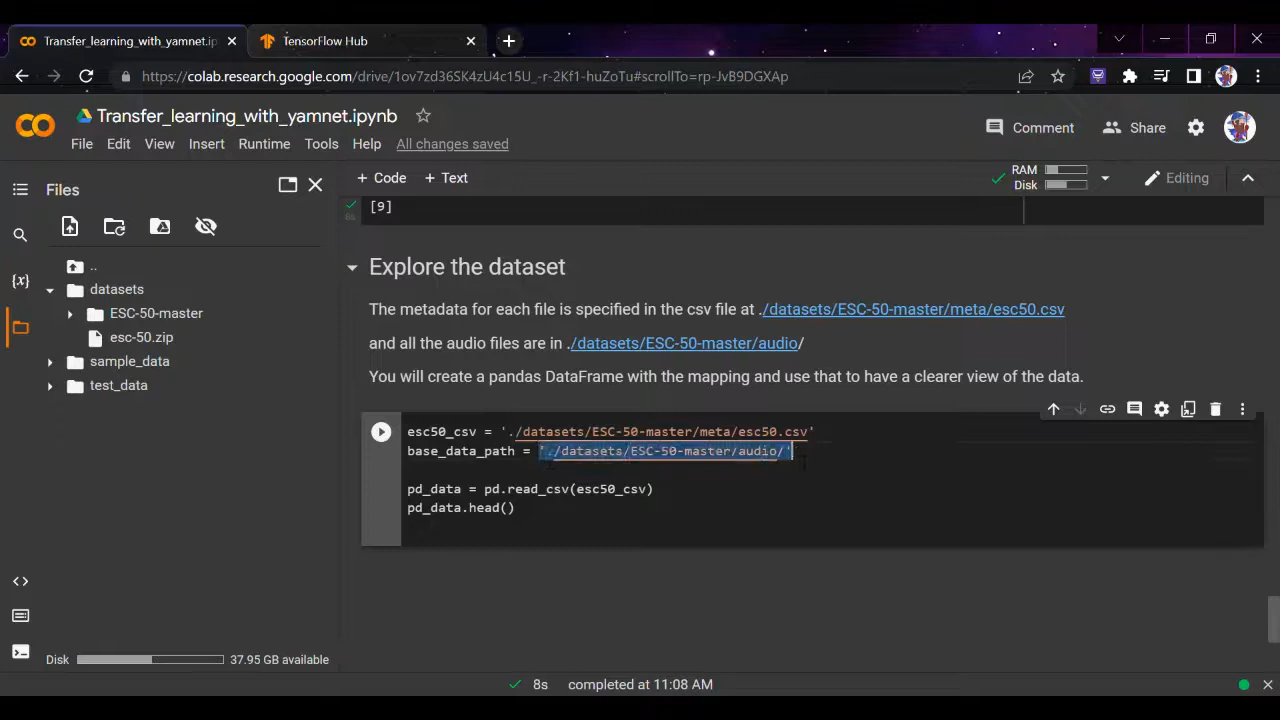 Transfer_learning_with_yamnet.ipyn
TensorFlow Hub
https://colab.research.google.com/drive/1ov7zd36SK4zU4c15U_-r-2Kf1-huZoTu#scrollTo=rp-JvB9DGXAp
Transfer_learning_with_yamnet.ipynb
Comment
Share
File Edit View Insert Runtime Tools Help All changes saved
Files
+ Code + Text
RAM
Disk
Editing
..
datasets
ESC-50-master
esc-50.zip
sample_data
test_data
{x}
8s
[9]
Explore the dataset
The metadata for each file is specified in the csv file at ./datasets/ESC-50-master/meta/esc50.csv
and all the audio files are in ./datasets/ESC-50-master/audio/
You will create a pandas DataFrame with the mapping and use that to have a clearer view of the data.
esc50_csv = './datasets/ESC-50-master/meta/esc50.csv'
base_data_path = './datasets/ESC-50-master/audio/'
pd_data = pd.read_csv(esc50_csv)
pd_data.head()
Disk
37.95 GB available
8s completed at 11:08 AM